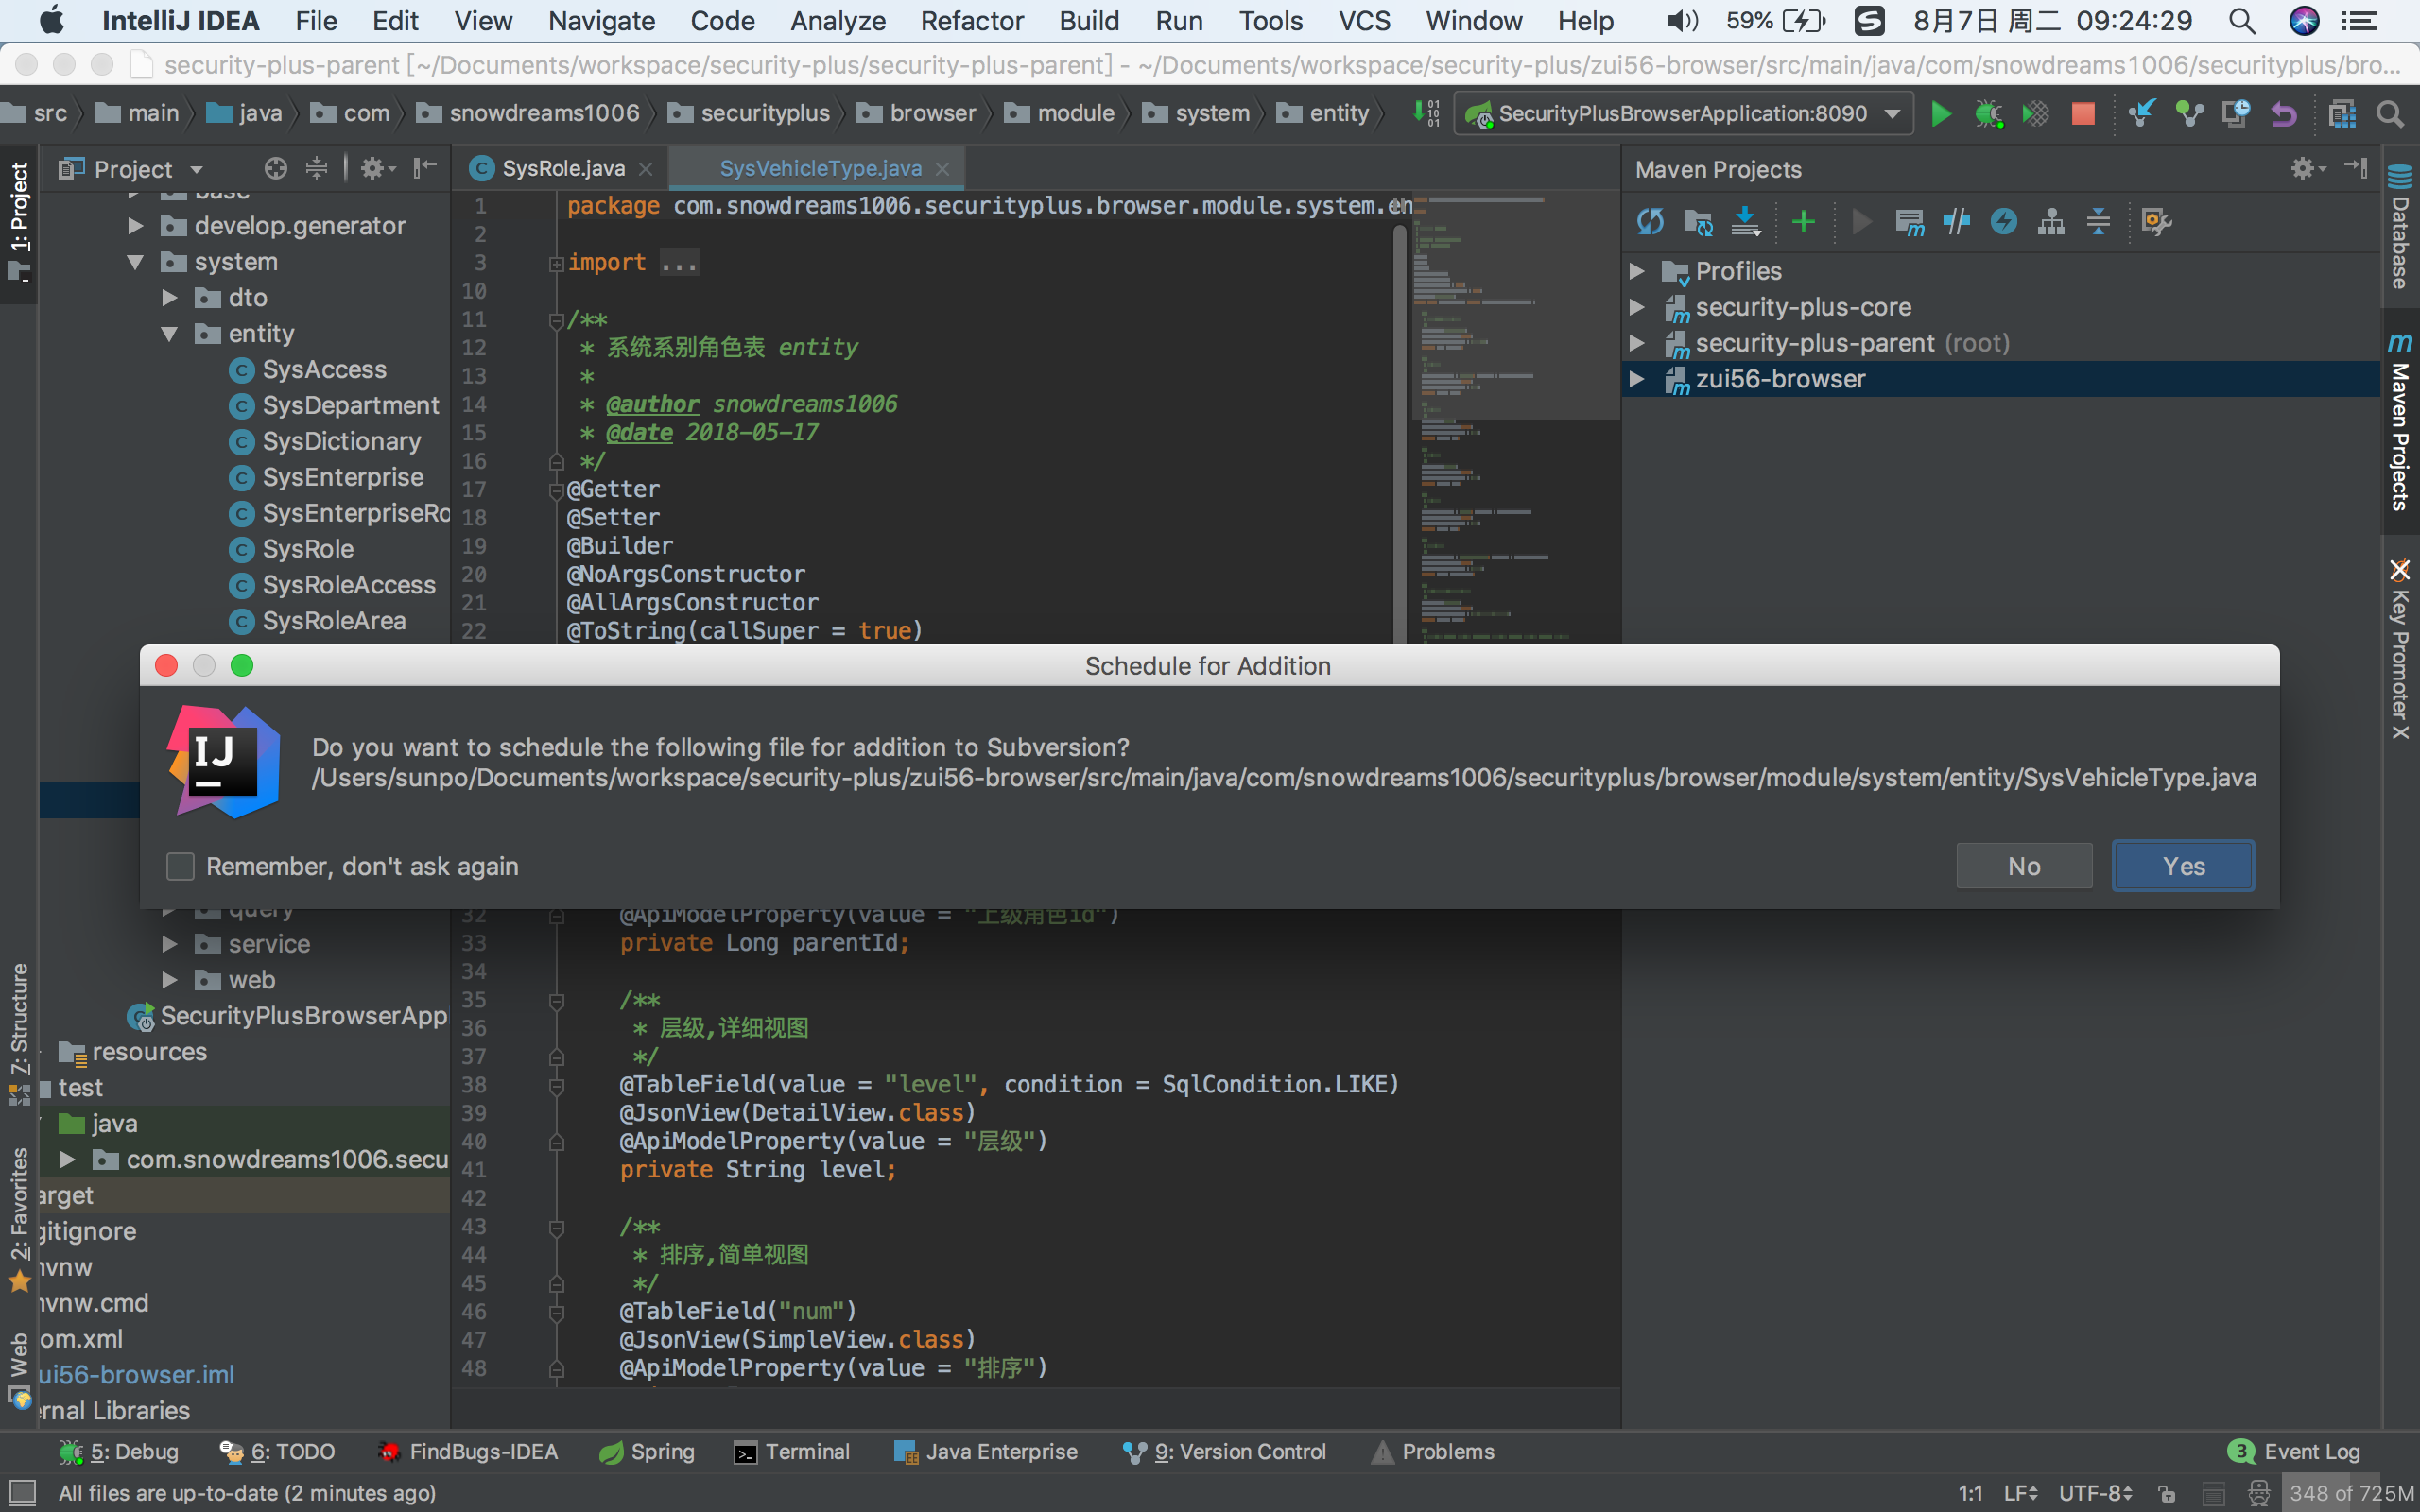 IntelliJ IDEA File Edit View Navigate Code Analyze Refactor Build Run Tools VCS Window Help 59% 8月7日 周二 09:24:29
security-plus-parent [~/Documents/workspace/security-plus/security-plus-parent] - ~/Documents/workspace/security-plus/zui56-browser/src/main/java/com/snowdreams1006/securityplus/bro...
src main java com snowdreams1006 securityplus browser module system entity SecurityPlusBrowserApplication:8090
1: Project
Project
base
develop.generator
system
dto
entity
SysAccess
SysDepartment
SysDictionary
SysEnterprise
SysEnterpriseRo
SysRole
SysRoleAccess
SysRoleArea
query
service
web
SecurityPlusBrowserApp
resources
test
java
com.snowdreams1006.secu
arget
gitignore
vnw
vnw.cmd
om.xml
ui56-browser.iml
rnal Libraries
7: Structure
2: Favorites
Web
SysRole.java SysVehicleType.java
1 package com.snowdreams1006.securityplus.browser.module.system.en
2
3 import ...
10
11 /**
12 * 系统系别角色表 entity
13 *
14 * @author snowdreams1006
15 * @date 2018-05-17
16 */
17 @Getter
18 @Setter
19 @Builder
20 @NoArgsConstructor
21 @AllArgsConstructor
22 @ToString(callSuper = true)
32 @ApiModelProperty(value = "上级角色id")
33 private Long parentId;
34
35 /**
36 * 层级,详细视图
37 */
38 @TableField(value = "level", condition = SqlCondition.LIKE)
39 @JsonView(DetailView.class)
40 @ApiModelProperty(value = "层级")
41 private String level;
42
43 /**
44 * 排序,简单视图
45 */
46 @TableField("num")
47 @JsonView(SimpleView.class)
48 @ApiModelProperty(value = "排序")
Maven Projects
Profiles
security-plus-core
security-plus-parent (root)
zui56-browser
Database
Maven Projects
Key Promoter X
Schedule for Addition
IJ
Do you want to schedule the following file for addition to Subversion?
/Users/sunpo/Documents/workspace/security-plus/zui56-browser/src/main/java/com/snowdreams1006/securityplus/browser/module/system/entity/SysVehicleType.java
Remember, don't ask again
No
Yes
5: Debug 6: TODO FindBugs-IDEA Spring Terminal Java Enterprise 9: Version Control Problems 3 Event Log
All files are up-to-date (2 minutes ago) 1:1 LF UTF-8 348 of 725M